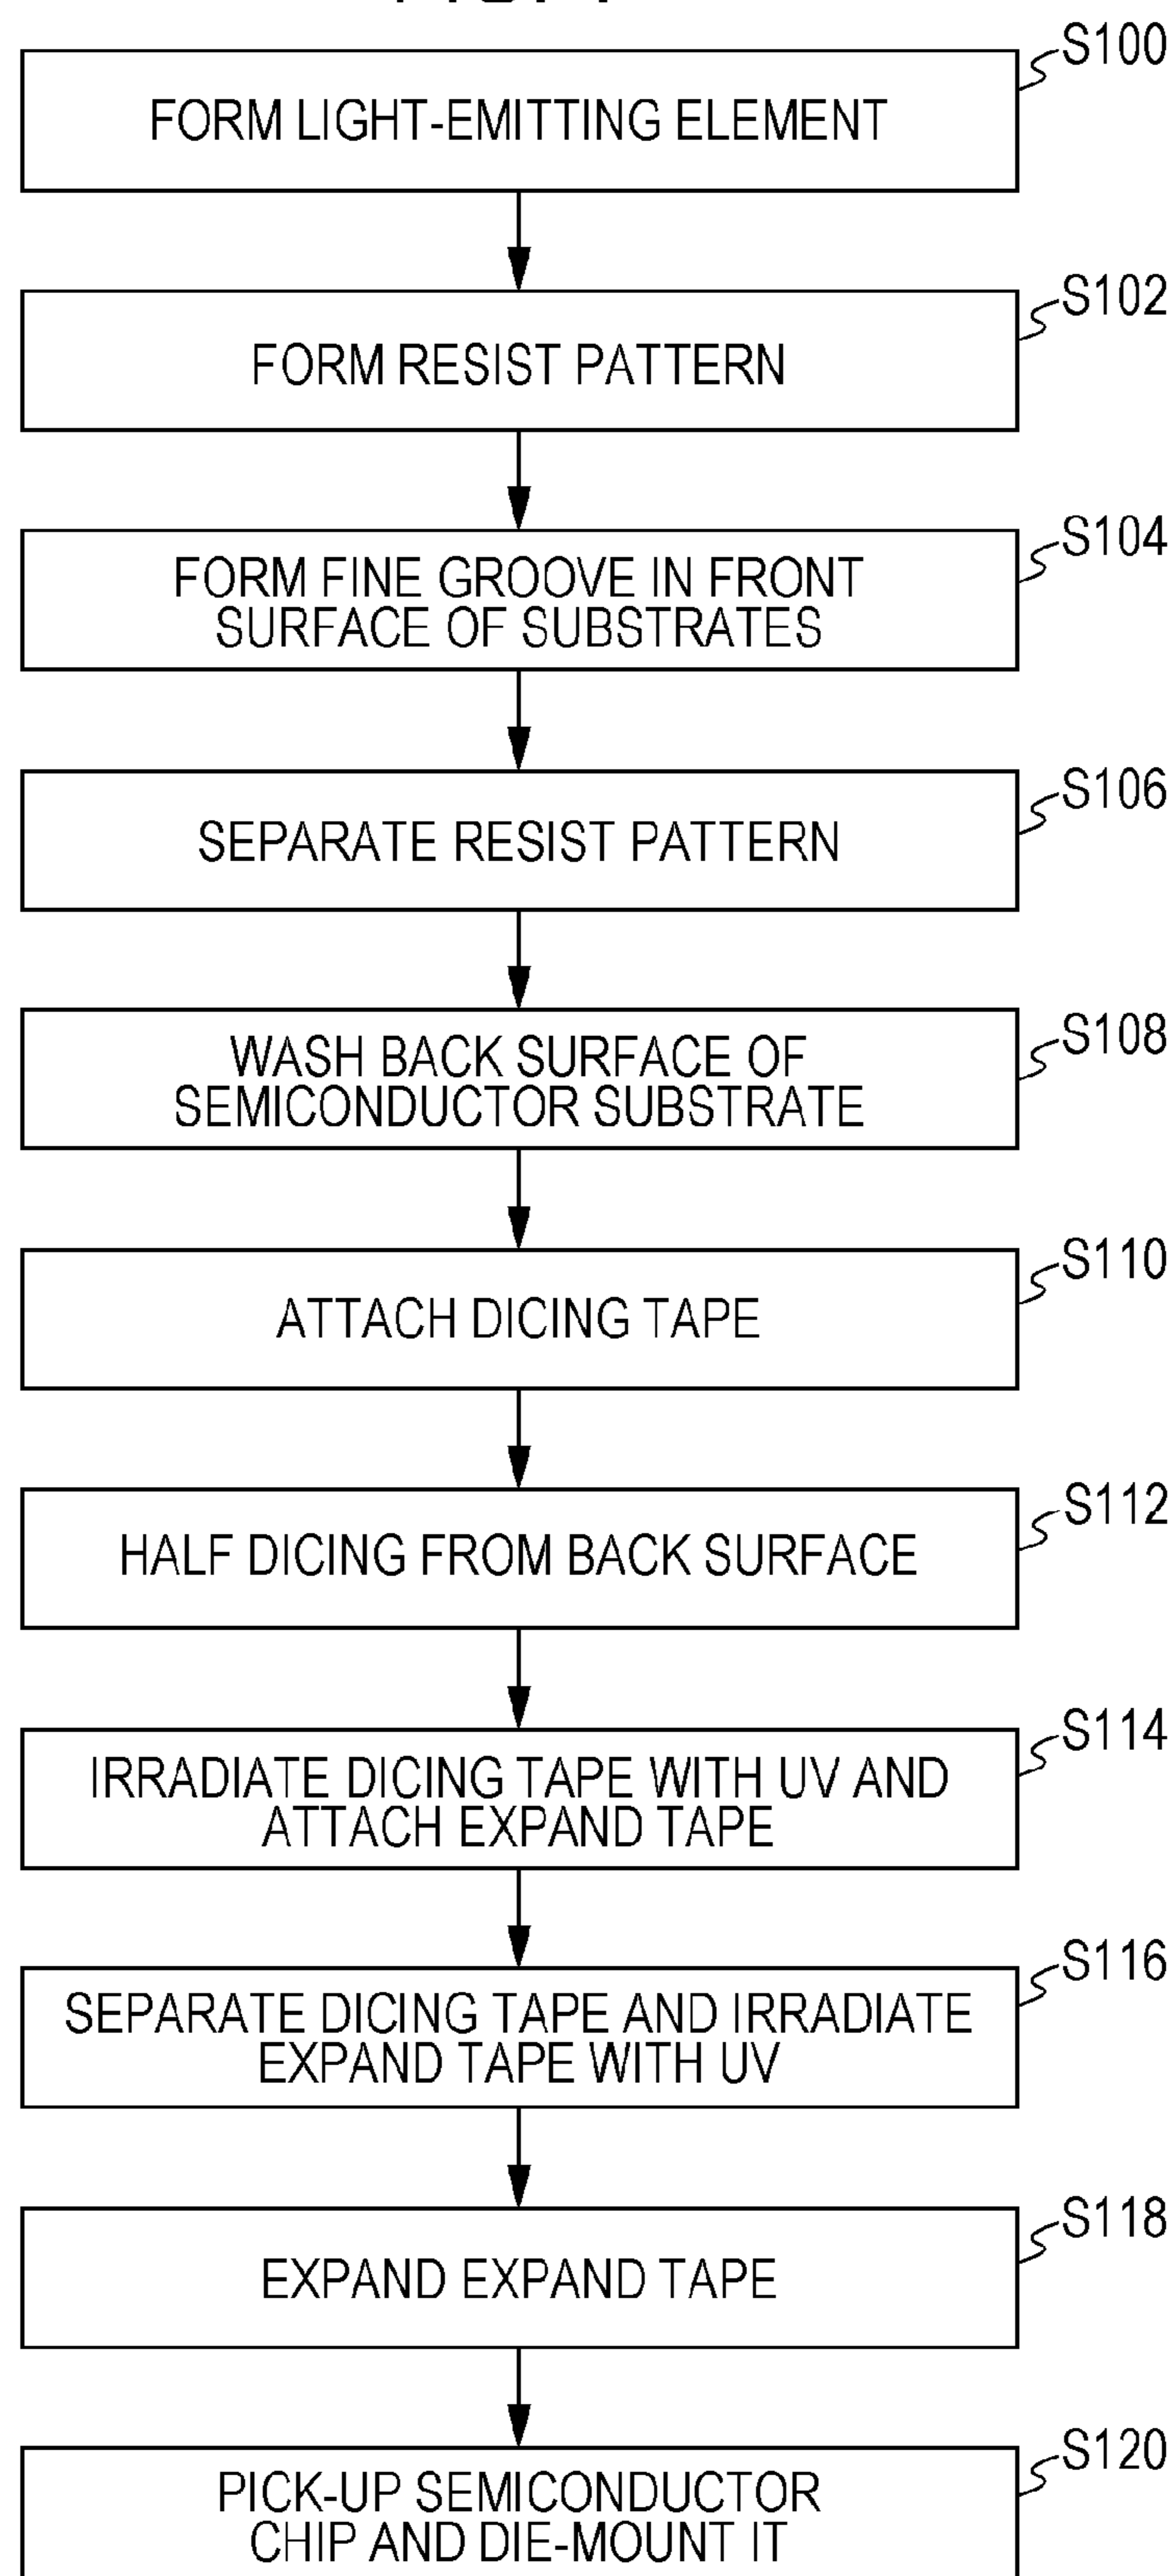 S100
FORM LIGHT-EMITTING ELEMENT
S102
FORM RESIST PATTERN
S104
FORM FINE GROOVE IN FRONT
SURFACE OF SUBSTRATES
S106
SEPARATE RESIST PATTERN
S108
WASH BACK SURFACE OF
SEMICONDUCTOR SUBSTRATE
S110
ATTACH DICING TAPE
S112
HALF DICING FROM BACK SURFACE
S114
IRRADIATE DICING TAPE WITH UV AND
ATTACH EXPAND TAPE
S116
SEPARATE DICING TAPE AND IRRADIATE
EXPAND TAPE WITH UV
S118
EXPAND EXPAND TAPE
S120
PICK-UP SEMICONDUCTOR
CHIP AND DIE-MOUNT IT